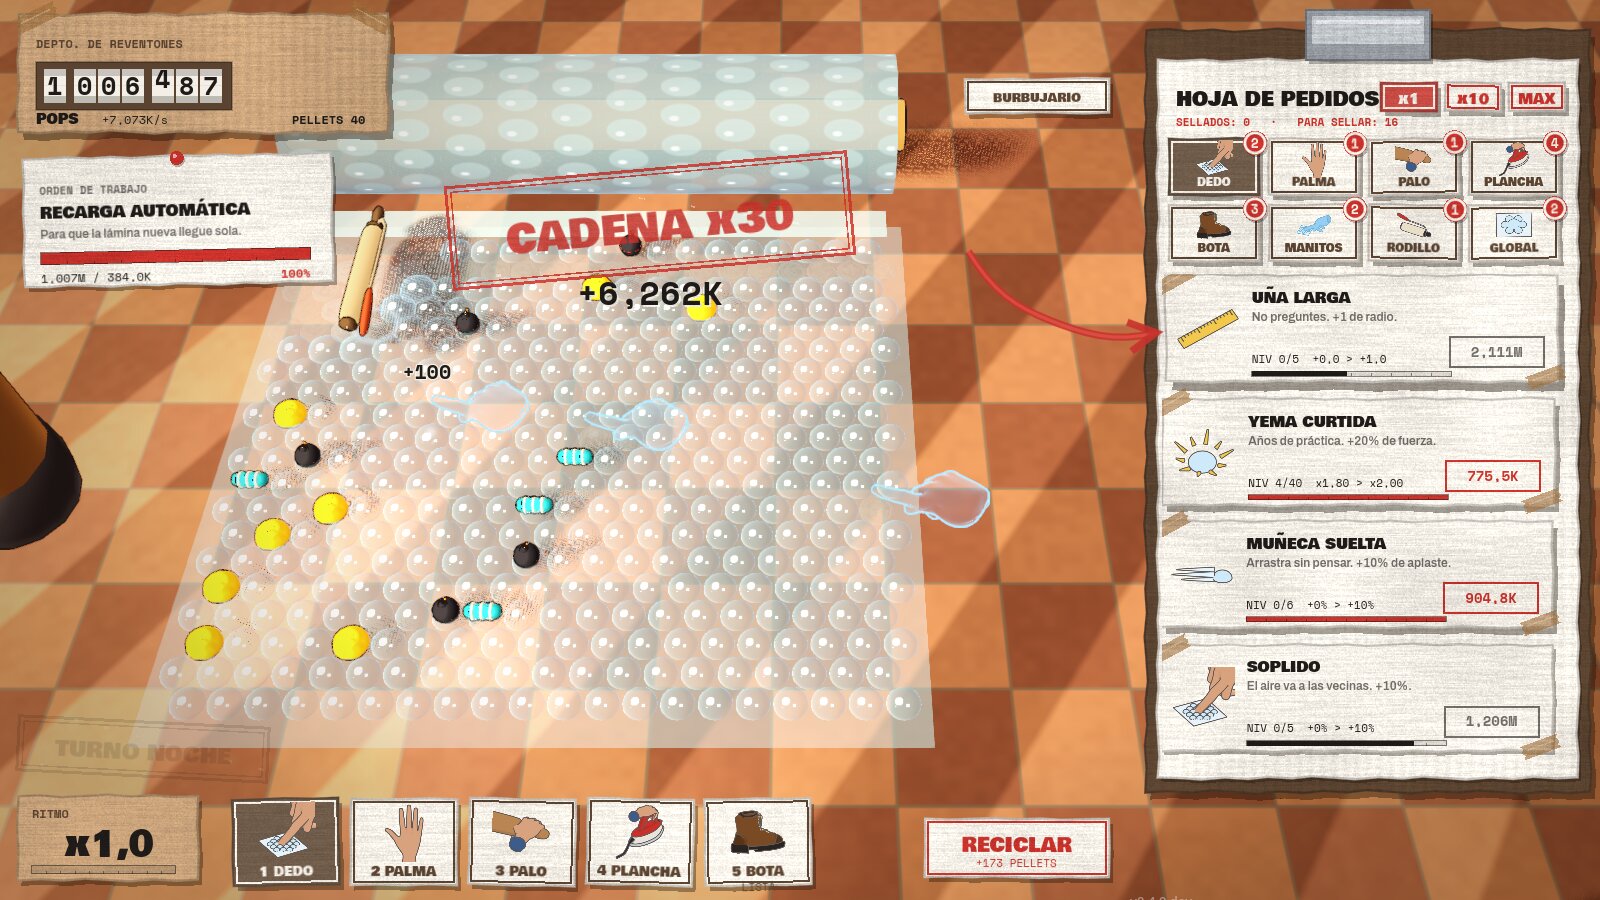 DEPTO. DE REVENTONES
1 006 487
POPS +7,073K/s PELLETS 40
ORDEN DE TRABAJO
RECARGA AUTOMÁTICA
Para que la lámina nueva llegue sola.
1,007M / 384.0K 100%
TURNO NOCHE
RITMO
x1,0
CADENA x30
+6,262K
+100
1 DEDO
2 PALMA
3 PALO
4 PLANCHA
5 BOTA
LISTA
BURBUJARIO
RECICLAR
+173 PELLETS
HOJA DE PEDIDOS x1 x10 MAX
SELLADOS: 0 · PARA SELLAR: 16
DEDO 2
PALMA 1
PALO 1
PLANCHA 4
BOTA 3
MANITOS 2
RODILLO 1
GLOBAL 2
UÑA LARGA
No preguntes. +1 de radio.
NIV 0/5 +0,0 > +1,0
2,111M
YEMA CURTIDA
Años de práctica. +20% de fuerza.
NIV 4/40 x1,80 > x2,00
775,5K
MUÑECA SUELTA
Arrastra sin pensar. +10% de aplaste.
NIV 0/6 +0% > +10%
904,8K
SOPLIDO
El aire va a las vecinas. +10%.
NIV 0/5 +0% > +10%
1,206M